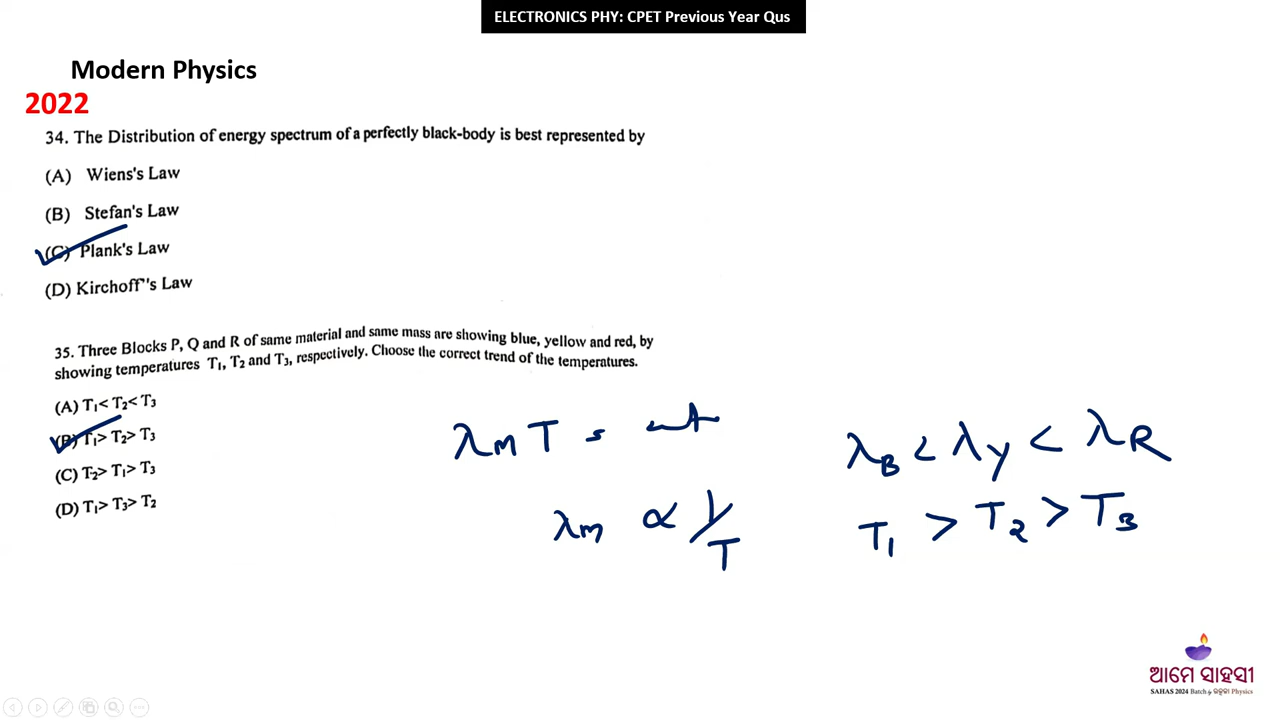 ELECTRONICS PHY: CPET Previous Year Qus
Modern Physics
2022
34. The Distribution of energy spectrum of a perfectly black-body is best represented by
(A) Wiens's Law
(B) Stefan's Law
(C) Plank's Law
(D) Kirchoff''s Law
35. Three Blocks P, Q and R of same material and same mass are showing blue, yellow and red, by
showing temperatures T₁, T₂ and T₃, respectively. Choose the correct trend of the temperatures.
(A) T₁< T₂< T₃
(B) T₁> T₂> T₃
(C) T₂> T₁> T₃
(D) T₁> T₃> T₂
λm T =
λm ∝ 1/T
λB < λy < λR
T₁ > T₂ > T₃
ଆମେ ସାହସୀ
SAHAS 2024 Batch by Physics